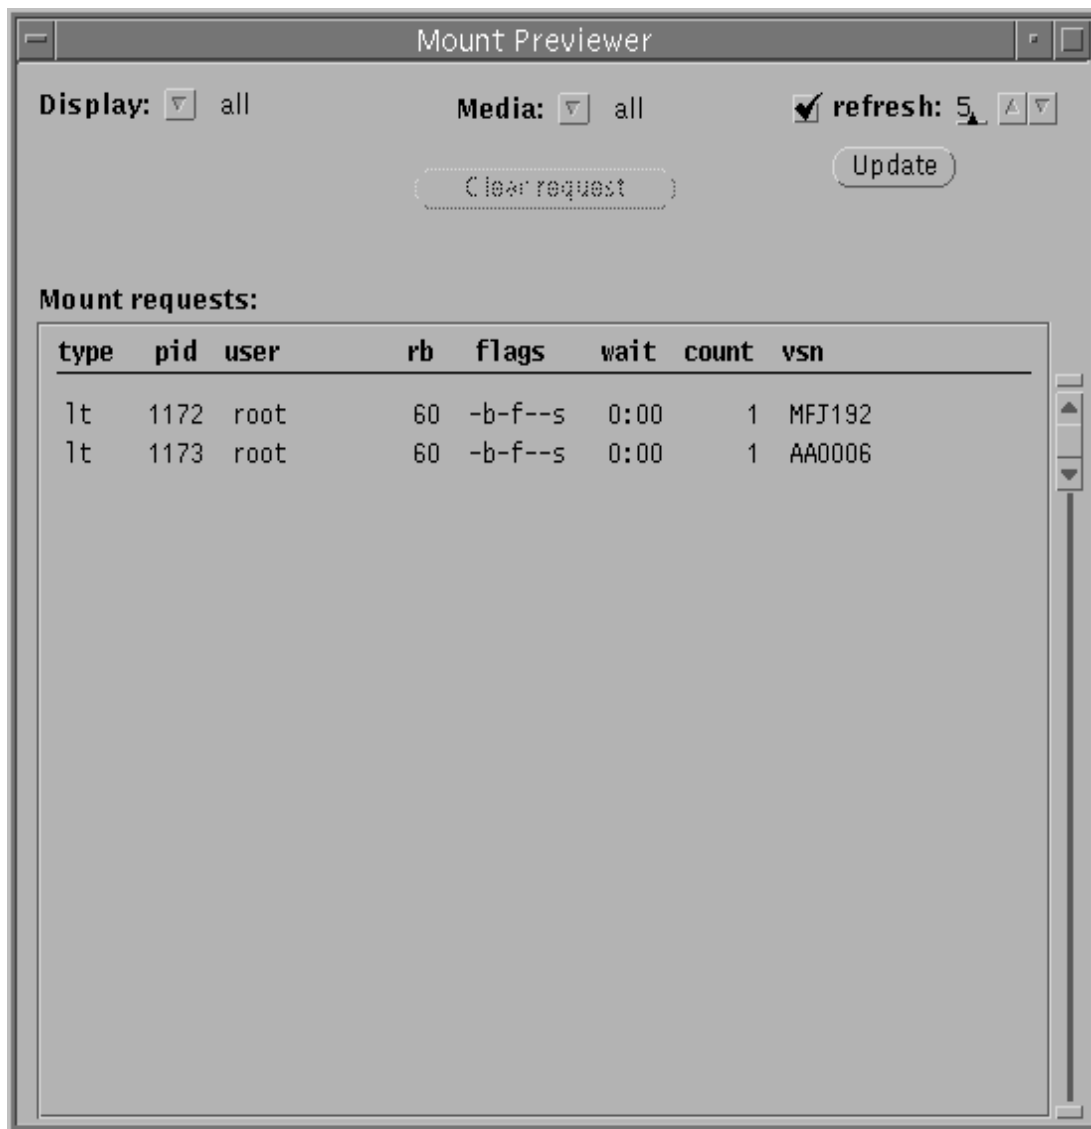 Mount Previewer
Display: all Media: all refresh: 5
Clear request Update
Mount requests:
type pid user rb flags wait count vsn
lt 1172 root 60 -b-f--s 0:00 1 MFJ192
lt 1173 root 60 -b-f--s 0:00 1 AA0006